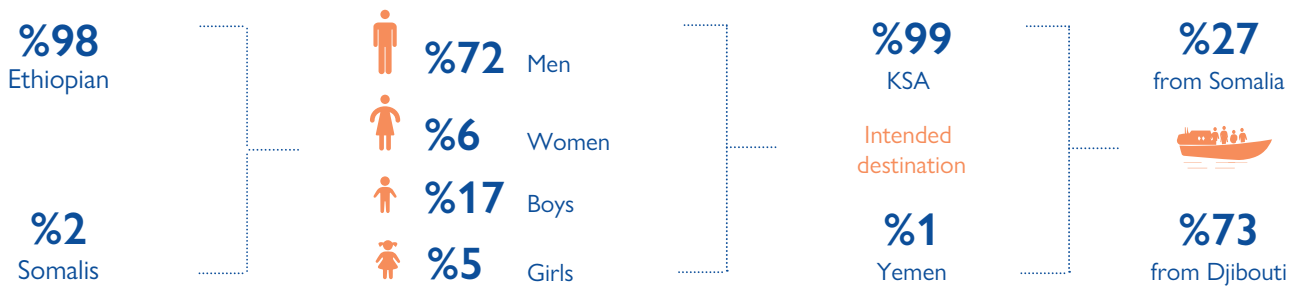 %98
Ethiopian
%2
Somalis
%72 Men
%6 Women
%17 Boys
%5 Girls
%99
KSA
Intended
destination
%1
Yemen
%27
from Somalia
%73
from Djibouti